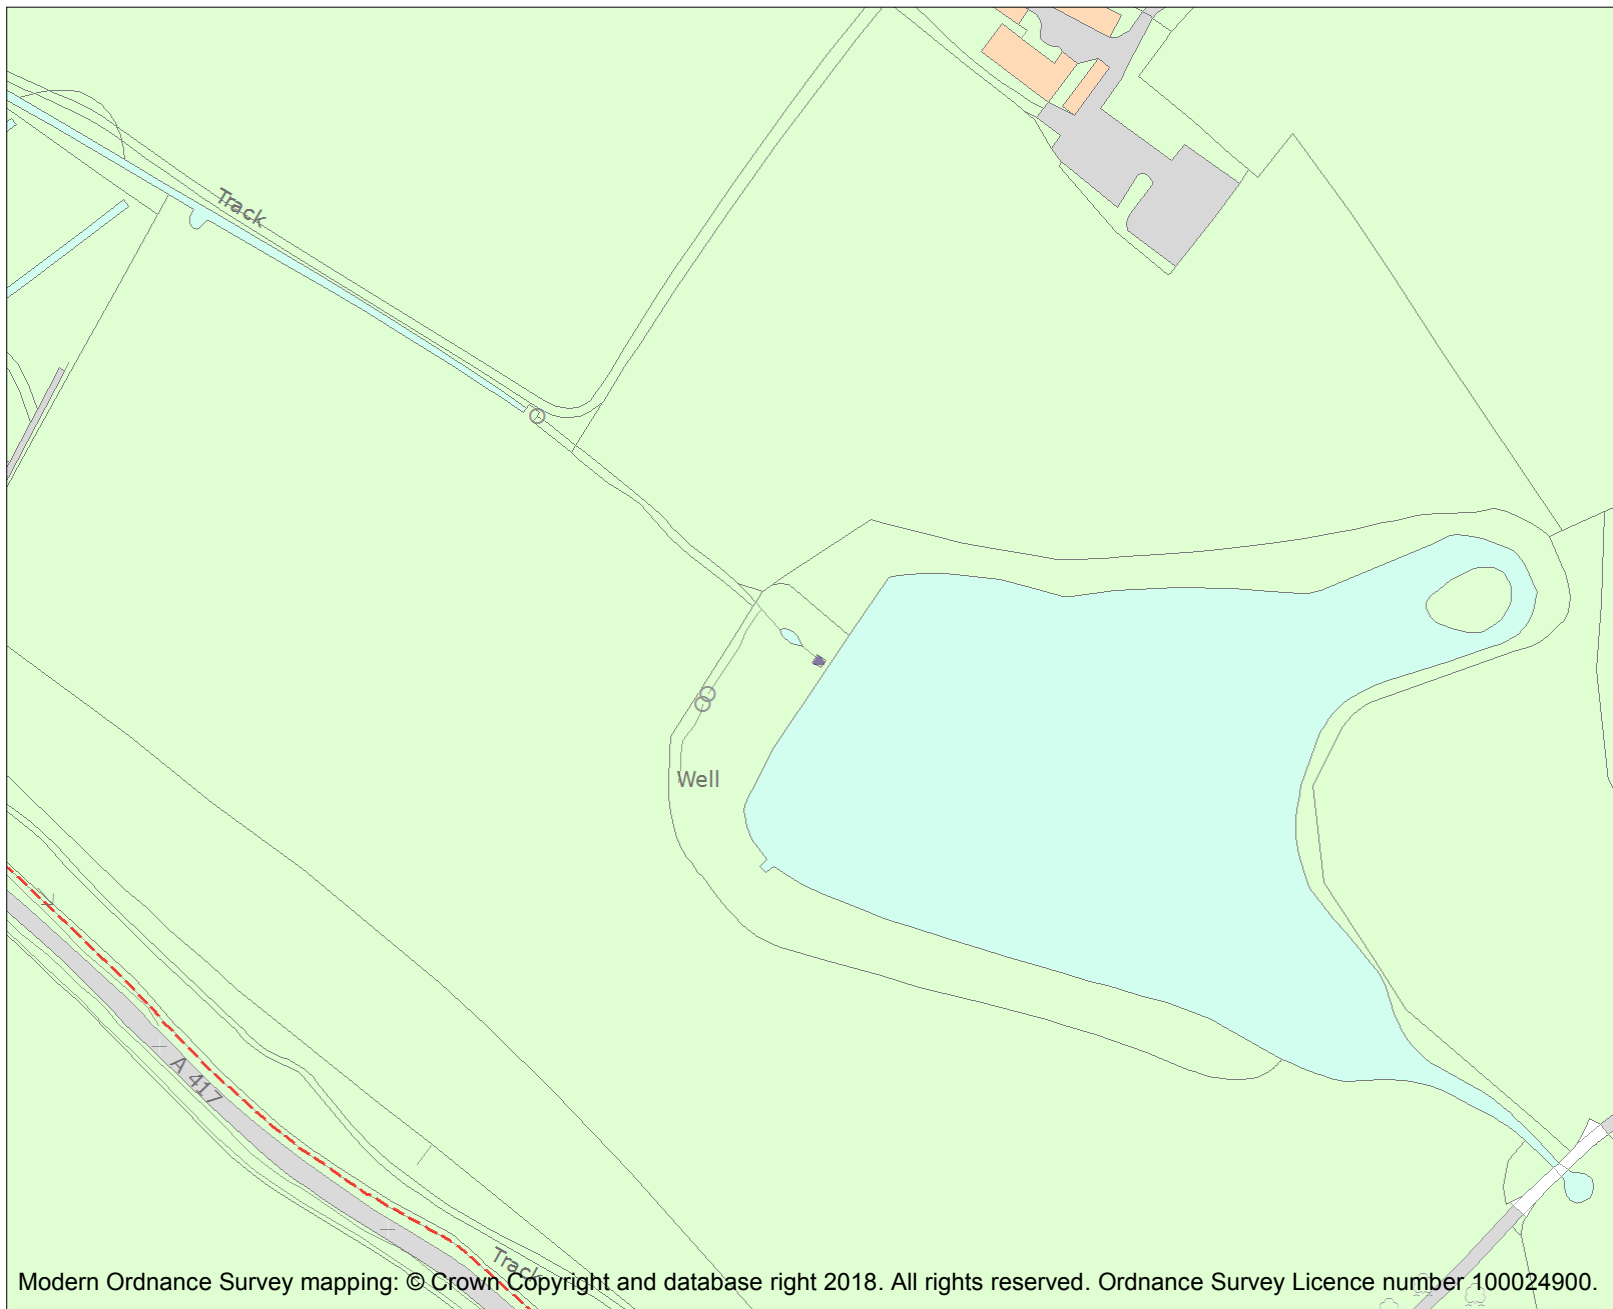 Track
Well
A 417
Track
Modern Ordnance Survey mapping: © Crown Copyright and database right 2018. All rights reserved. Ordnance Survey Licence number 100024900.